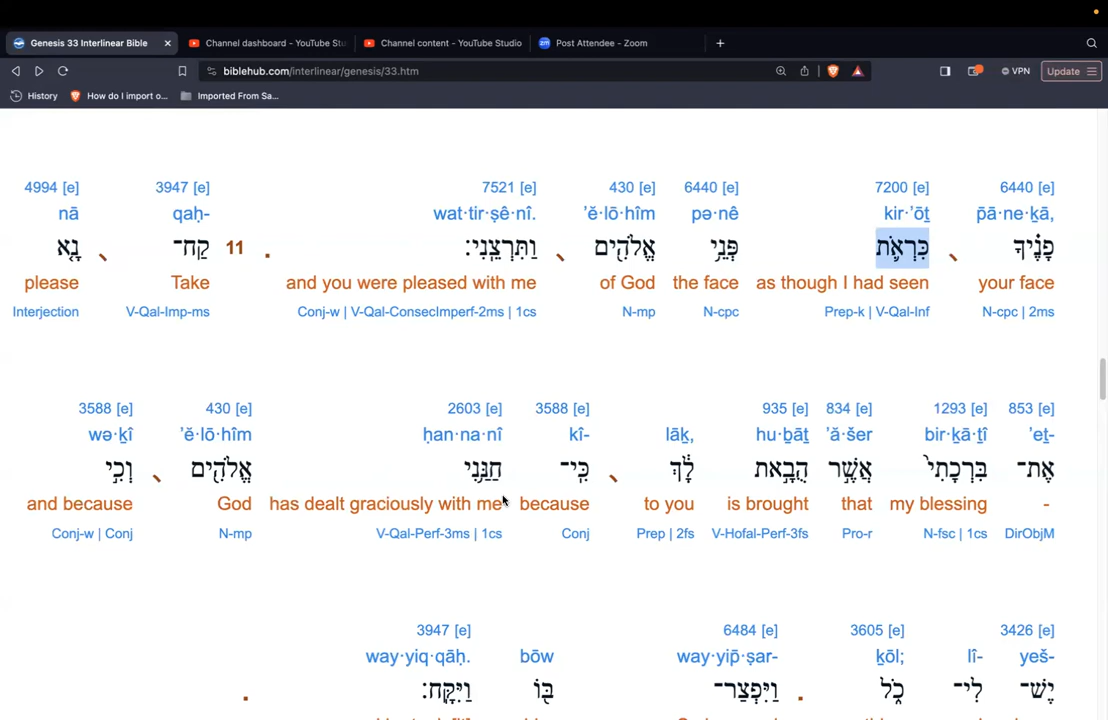 Genesis 33 Interlinear Bible × Channel dashboard - YouTube Stu Channel content - YouTube Studio Post Attendee - Zoom +
biblehub.com/interlinear/genesis/33.htm VPN Update
History How do I import o... Imported From Sa...
4994 [e] 3947 [e] 7521 [e] 430 [e] 6440 [e] 7200 [e] 6440 [e]
nā qaḥ- wat·tir·ṣê·nî. ’ĕ·lō·hîm pə·nê kir·’ōṯ p̄ā·ne·ḵā,
פָנֶ֗יךָ 、 כִּרְאֹ֛ת פְּנֵ֥י אֱלֹהִ֖ים 、 וַתִּרְצֵֽנִי׃ . 11 קַח־ 、 נָ֤א
please Take and you were pleased with me of God the face as though I had seen your face
Interjection V-Qal-Imp-ms Conj-w | V-Qal-ConsecImperf-2ms | 1cs N-mp N-cpc Prep-k | V-Qal-Inf N-cpc | 2ms
3588 [e] 430 [e] 2603 [e] 3588 [e] 935 [e] 834 [e] 1293 [e] 853 [e]
wə·ḵî ’ĕ·lō·hîm ḥan·na·nî kî- lāḵ, hu·ḇāṯ ’ă·šer bir·ḵā·ṯî ’eṯ-
אֶת־ בִּרְכָתִי֙ אֲשֶׁ֣ר הֻבָ֣את לָ֔ךְ 、 כִּֽי־ חַנַּ֥נִי אֱלֹהִ֖ים 、 וְכִ֣י
and because God has dealt graciously with me because to you is brought that my blessing -
Conj-w | Conj N-mp V-Qal-Perf-3ms | 1cs Conj Prep | 2fs V-Hofal-Perf-3fs Pro-r N-fsc | 1cs DirObjM
3947 [e] 6484 [e] 3605 [e] 3426 [e]
way·yiq·qāḥ. bōw way·yip̄·ṣar- ḵōl; lî- yeš-
יֶשׁ־ לִי־ כֹ֑ל . וַיִּפְצַר־ בּ֖וֹ וַיִּקָּֽח׃ .